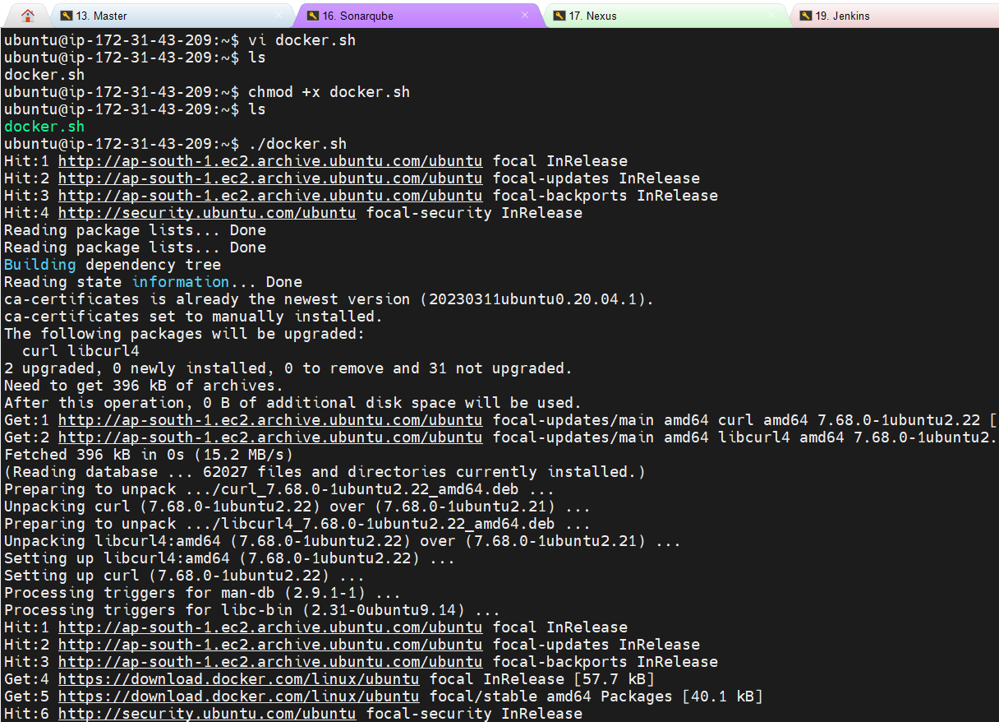 13. Master
16. Sonarqube
17. Nexus
19. Jenkins
ubuntu@ip-172-31-43-209:~$ vi docker.sh
ubuntu@ip-172-31-43-209:~$ ls
docker.sh
ubuntu@ip-172-31-43-209:~$ chmod +x docker.sh
ubuntu@ip-172-31-43-209:~$ ls
docker.sh
ubuntu@ip-172-31-43-209:~$ ./docker.sh
Hit:1 http://ap-south-1.ec2.archive.ubuntu.com/ubuntu focal InRelease
Hit:2 http://ap-south-1.ec2.archive.ubuntu.com/ubuntu focal-updates InRelease
Hit:3 http://ap-south-1.ec2.archive.ubuntu.com/ubuntu focal-backports InRelease
Hit:4 http://security.ubuntu.com/ubuntu focal-security InRelease
Reading package lists... Done
Reading package lists... Done
Building dependency tree
Reading state information... Done
ca-certificates is already the newest version (20230311ubuntu0.20.04.1).
ca-certificates set to manually installed.
The following packages will be upgraded:
  curl libcurl4
2 upgraded, 0 newly installed, 0 to remove and 31 not upgraded.
Need to get 396 kB of archives.
After this operation, 0 B of additional disk space will be used.
Get:1 http://ap-south-1.ec2.archive.ubuntu.com/ubuntu focal-updates/main amd64 curl amd64 7.68.0-1ubuntu2.22 [
Get:2 http://ap-south-1.ec2.archive.ubuntu.com/ubuntu focal-updates/main amd64 libcurl4 amd64 7.68.0-1ubuntu2.
Fetched 396 kB in 0s (15.2 MB/s)
(Reading database ... 62027 files and directories currently installed.)
Preparing to unpack .../curl_7.68.0-1ubuntu2.22_amd64.deb ...
Unpacking curl (7.68.0-1ubuntu2.22) over (7.68.0-1ubuntu2.21) ...
Preparing to unpack .../libcurl4_7.68.0-1ubuntu2.22_amd64.deb ...
Unpacking libcurl4:amd64 (7.68.0-1ubuntu2.22) over (7.68.0-1ubuntu2.21) ...
Setting up libcurl4:amd64 (7.68.0-1ubuntu2.22) ...
Setting up curl (7.68.0-1ubuntu2.22) ...
Processing triggers for man-db (2.9.1-1) ...
Processing triggers for libc-bin (2.31-0ubuntu9.14) ...
Hit:1 http://ap-south-1.ec2.archive.ubuntu.com/ubuntu focal InRelease
Hit:2 http://ap-south-1.ec2.archive.ubuntu.com/ubuntu focal-updates InRelease
Hit:3 http://ap-south-1.ec2.archive.ubuntu.com/ubuntu focal-backports InRelease
Get:4 https://download.docker.com/linux/ubuntu focal InRelease [57.7 kB]
Get:5 https://download.docker.com/linux/ubuntu focal/stable amd64 Packages [40.1 kB]
Hit:6 http://security.ubuntu.com/ubuntu focal-security InRelease